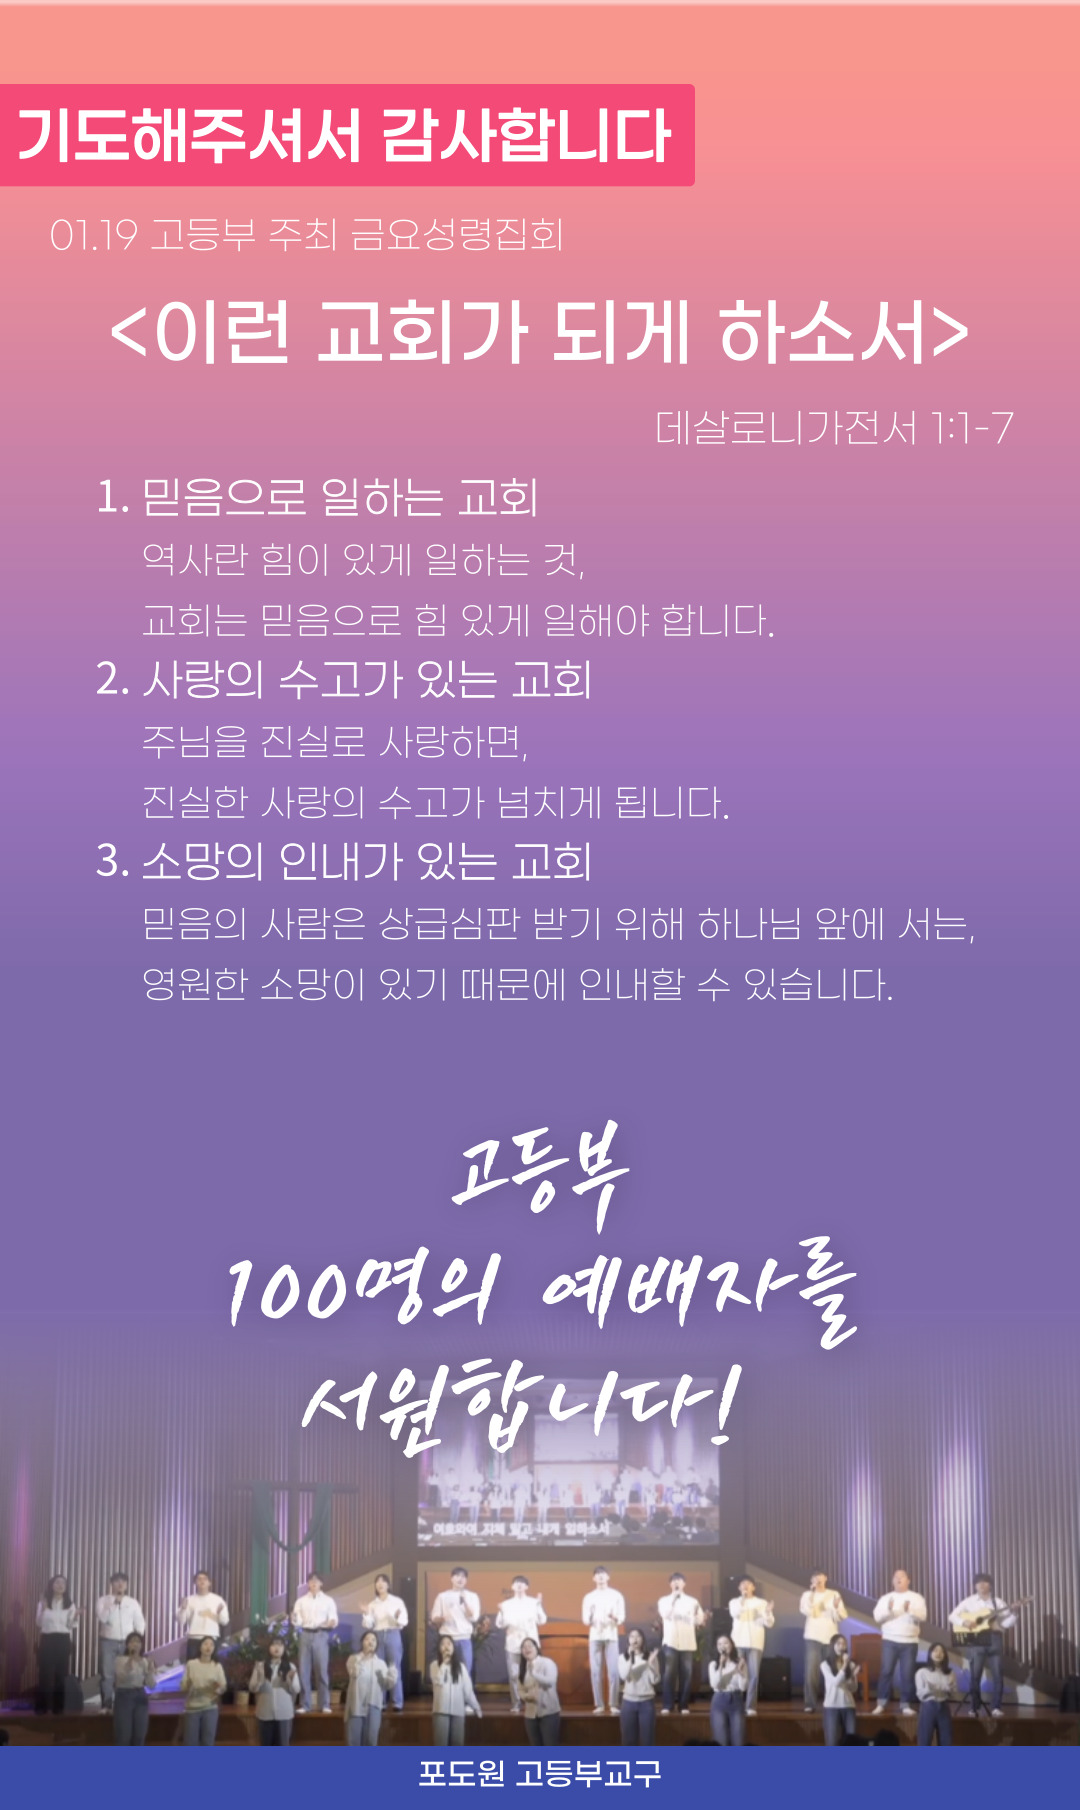 기도해주셔서 감사합니다
01.19 고등부 주최 금요성령집회
<이런 교회가 되게 하소서>
데살로니가전서 1:1-7
1. 믿음으로 일하는 교회
역사란 힘이 있게 일하는 것,
교회는 믿음으로 힘 있게 일해야 합니다.
2. 사랑의 수고가 있는 교회
주님을 진실로 사랑하면,
진실한 사랑의 수고가 넘치게 됩니다.
3. 소망의 인내가 있는 교회
믿음의 사람은 상급심판 받기 위해 하나님 앞에 서는,
영원한 소망이 있기 때문에 인내할 수 있습니다.
고등부
100명의 예배자를
서원합니다!
내게 임하소서
포도원 고등부교구